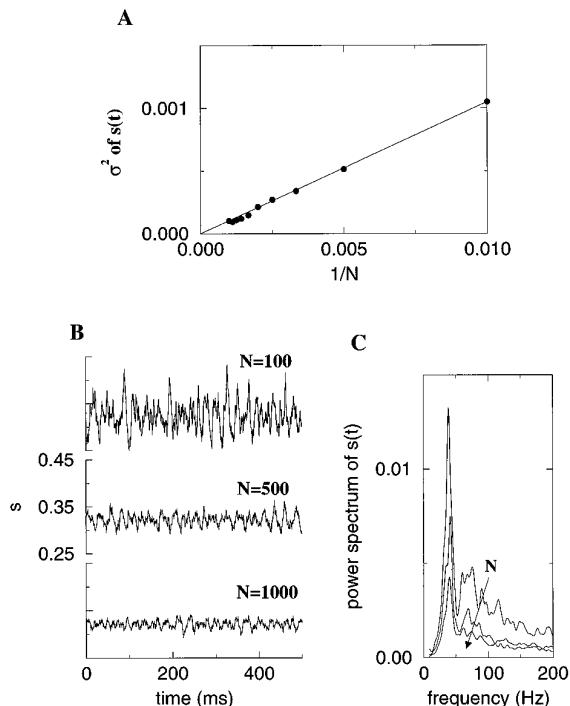 A
σ² of s(t)
0.001
0.000
0.000
0.005
0.010
1/N
B
N=100
0.45
s
0.35
0.25
N=500
N=1000
0
200
400
time (ms)
C
power spectrum of s(t)
0.01
0.00
N
0
100
200
frequency (Hz)